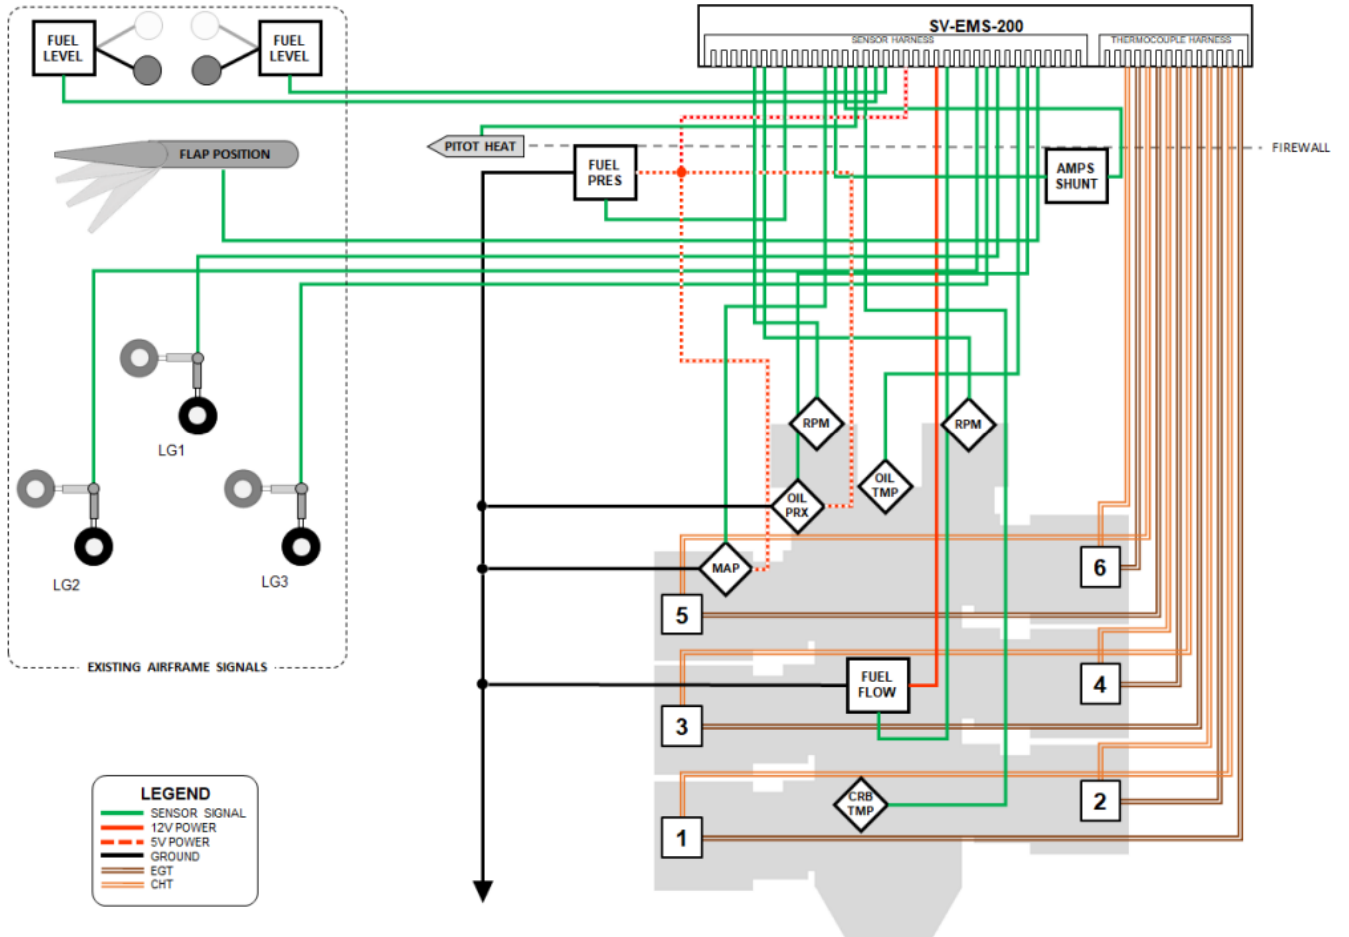 SV-EMS-200
SENSOR HARNESS
THERMOCOUPLE HARNESS
FUEL
LEVEL
FUEL
LEVEL
FLAP POSITION
PITOT HEAT
FIREWALL
FUEL
PRES
AMPS
SHUNT
RPM
RPM
OIL
TMP
OIL
PRX
MAP
LG1
LG2
LG3
EXISTING AIRFRAME SIGNALS
6
5
4
3
FUEL
FLOW
2
1
CRB
TMP
LEGEND
SENSOR SIGNAL
12V POWER
5V POWER
GROUND
EGT
CHT